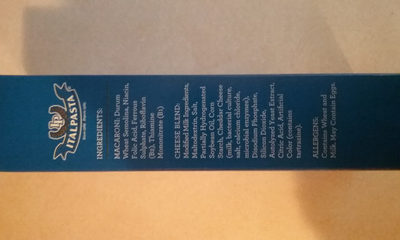 ITALPASTA
INGREDIENTS:
MACARONI: Durum
Wheat Semolina, Niacin,
Folic Acid, Ferrous
Sulphate, Riboflavin
(B2), Thiamine
Mononitrate (B1)
CHEESE BLEND:
Modified Milk Ingredients,
Maltodextrin, Salt,
Partially Hydrogenated
Soybean Oil, Corn
Starch, Cheddar Cheese
(milk, bacterial culture,
salt, calcium chloride,
microbial enzymes),
Disodium Phosphate,
Silicon Dioxide,
Autolyzed Yeast Extract,
Citric Acid, Artificial
Color (contains
tartrazine).
ALLERGENS:
Contains Wheat and
Milk. May Contain Eggs.